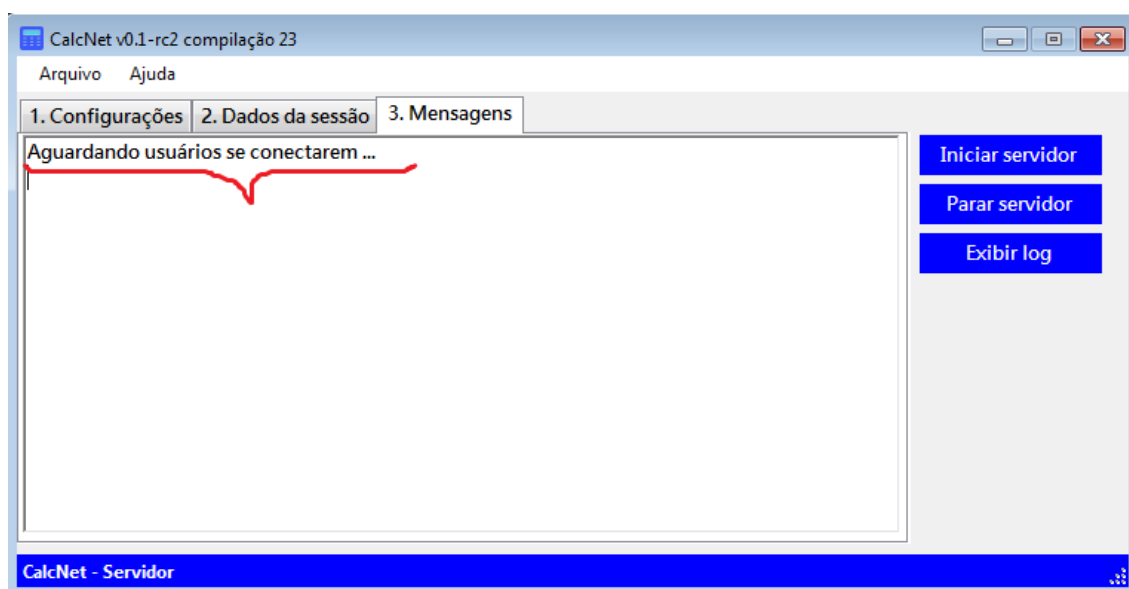 CalcNet v0.1-rc2 compilação 23
Arquivo Ajuda
1. Configurações 2. Dados da sessão 3. Mensagens
Aguardando usuários se conectarem ...
Iniciar servidor
Parar servidor
Exibir log
CalcNet - Servidor